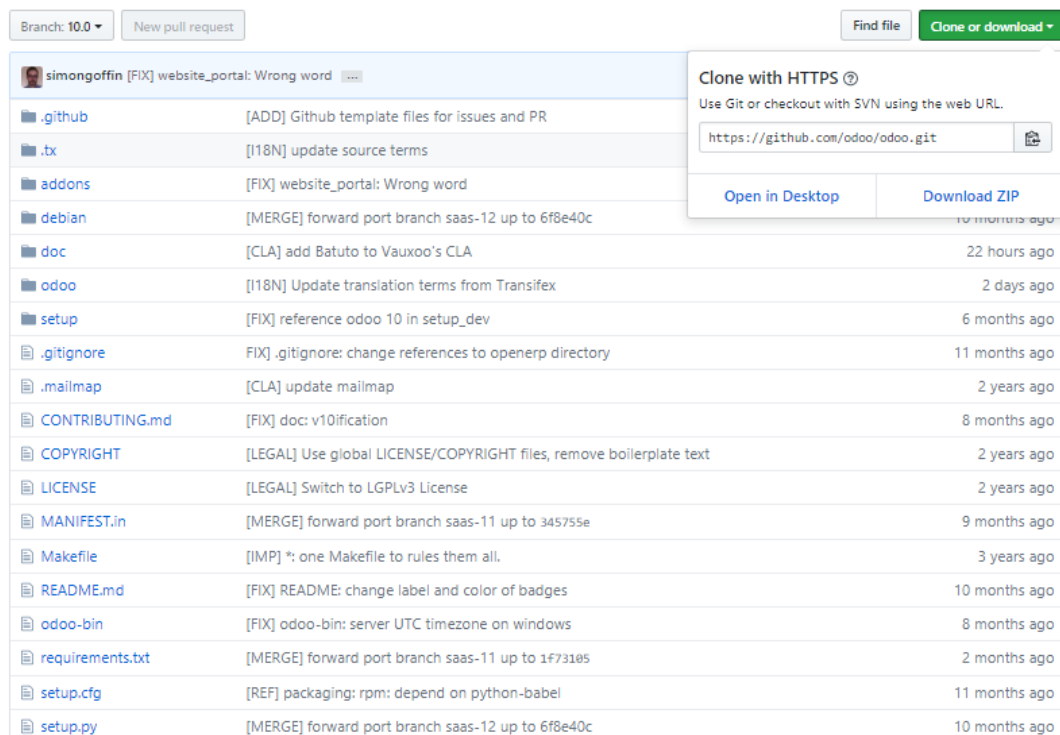 Branch: 10.0 New pull request Find file Clone or download
simongoffin [FIX] website_portal: Wrong word ...
Clone with HTTPS
Use Git or checkout with SVN using the web URL.
https://github.com/odoo/odoo.git
Open in Desktop Download ZIP
.github [ADD] Github template files for issues and PR
.tx [I18N] update source terms
addons [FIX] website_portal: Wrong word
debian [MERGE] forward port branch saas-12 up to 6f8e40c 10 months ago
doc [CLA] add Batuto to Vauxoo's CLA 22 hours ago
odoo [I18N] Update translation terms from Transifex 2 days ago
setup [FIX] reference odoo 10 in setup_dev 6 months ago
.gitignore FIX] .gitignore: change references to openerp directory 11 months ago
.mailmap [CLA] update mailmap 2 years ago
CONTRIBUTING.md [FIX] doc: v10ification 8 months ago
COPYRIGHT [LEGAL] Use global LICENSE/COPYRIGHT files, remove boilerplate text 2 years ago
LICENSE [LEGAL] Switch to LGPLv3 License 2 years ago
MANIFEST.in [MERGE] forward port branch saas-11 up to 345755e 9 months ago
Makefile [IMP] *: one Makefile to rules them all. 3 years ago
README.md [FIX] README: change label and color of badges 10 months ago
odoo-bin [FIX] odoo-bin: server UTC timezone on windows 8 months ago
requirements.txt [MERGE] forward port branch saas-11 up to 1f73105 2 months ago
setup.cfg [REF] packaging: rpm: depend on python-babel 11 months ago
setup.py [MERGE] forward port branch saas-12 up to 6f8e40c 10 months ago